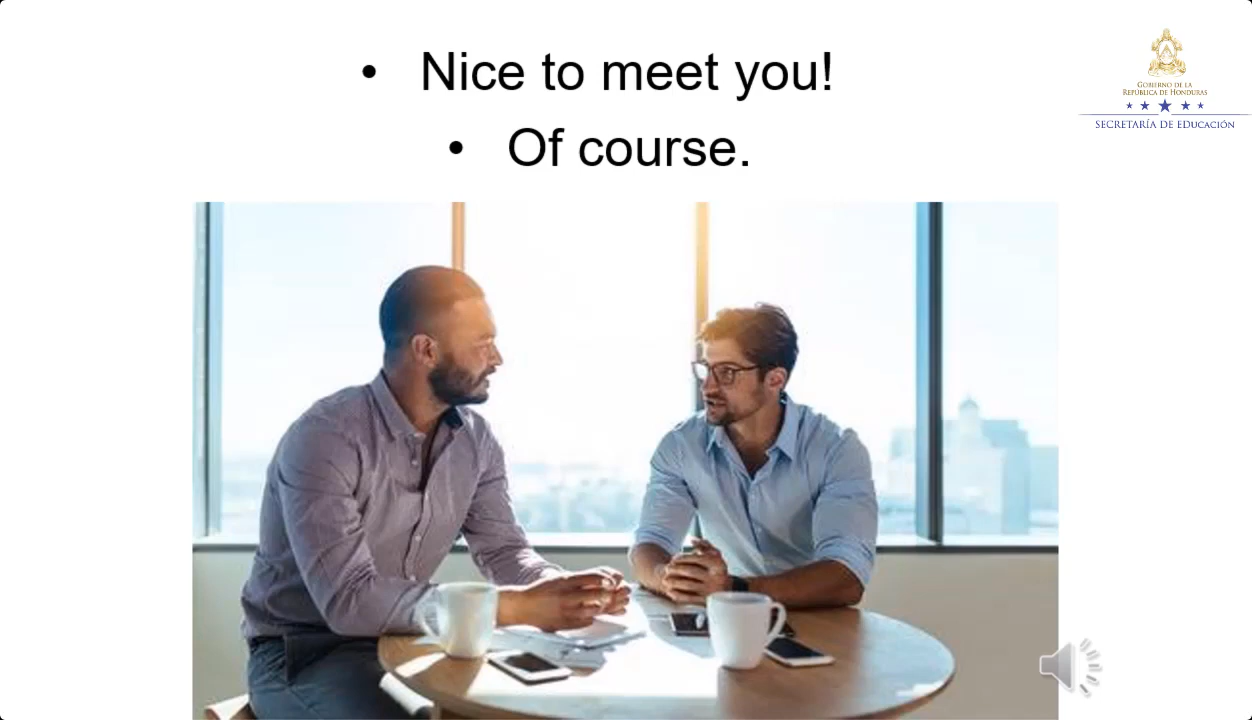 • Nice to meet you!
• Of course.
GOBIERNO DE LA
REPÚBLICA DE HONDURAS
SECRETARÍA DE EDUCACIÓN